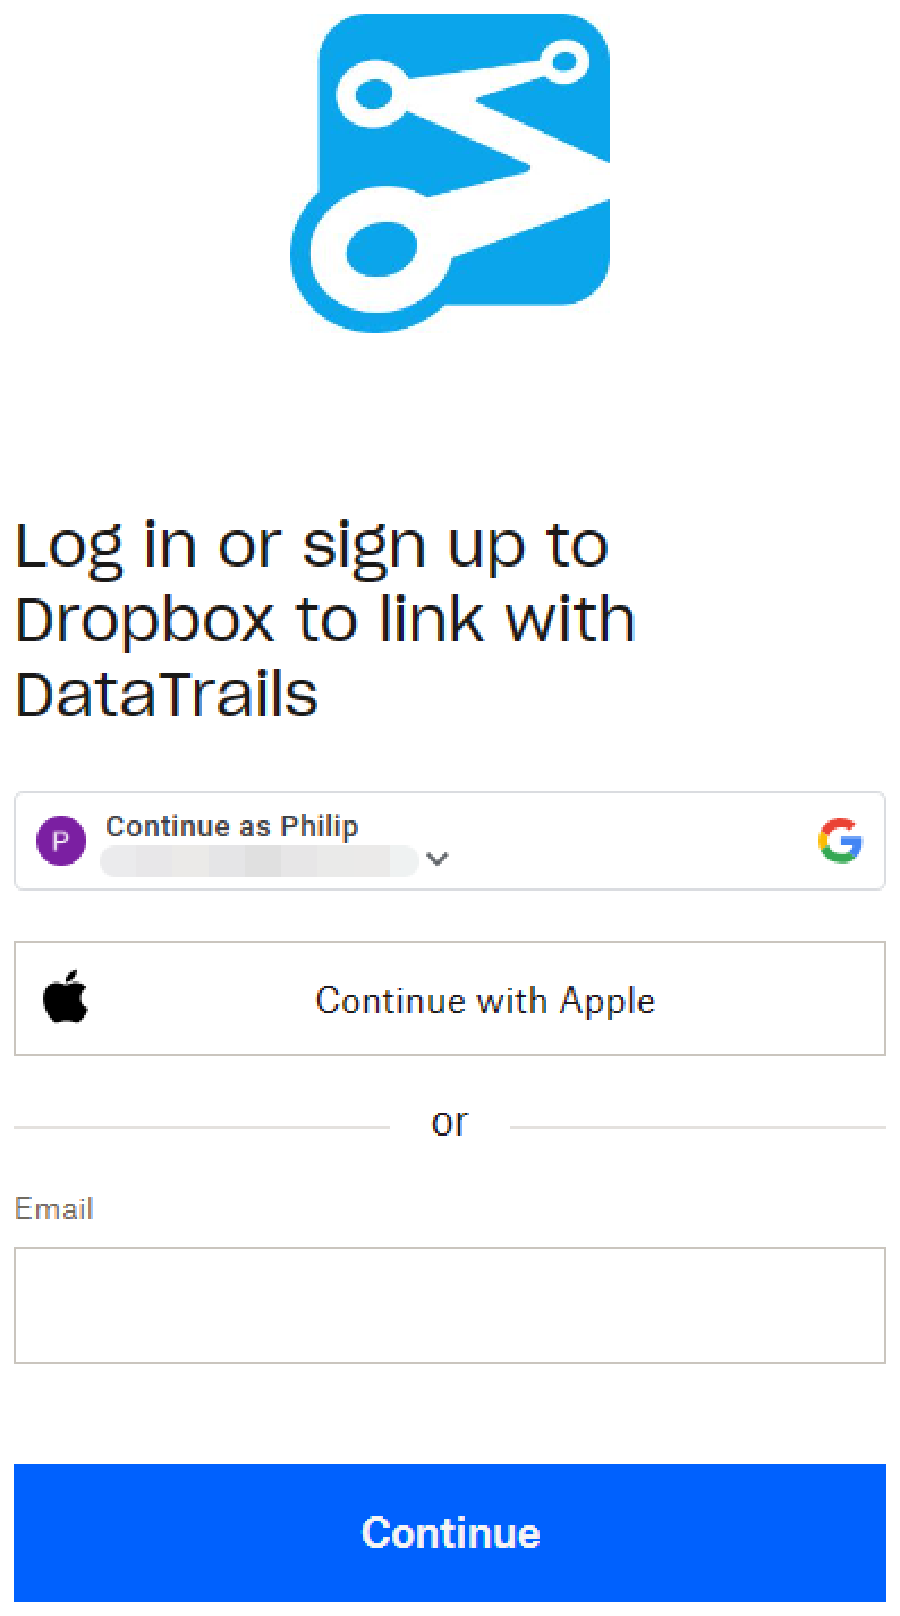 Log in or sign up to
Dropbox to link with
DataTrails
P
Continue as Philip
Continue with Apple
or
Email
Continue